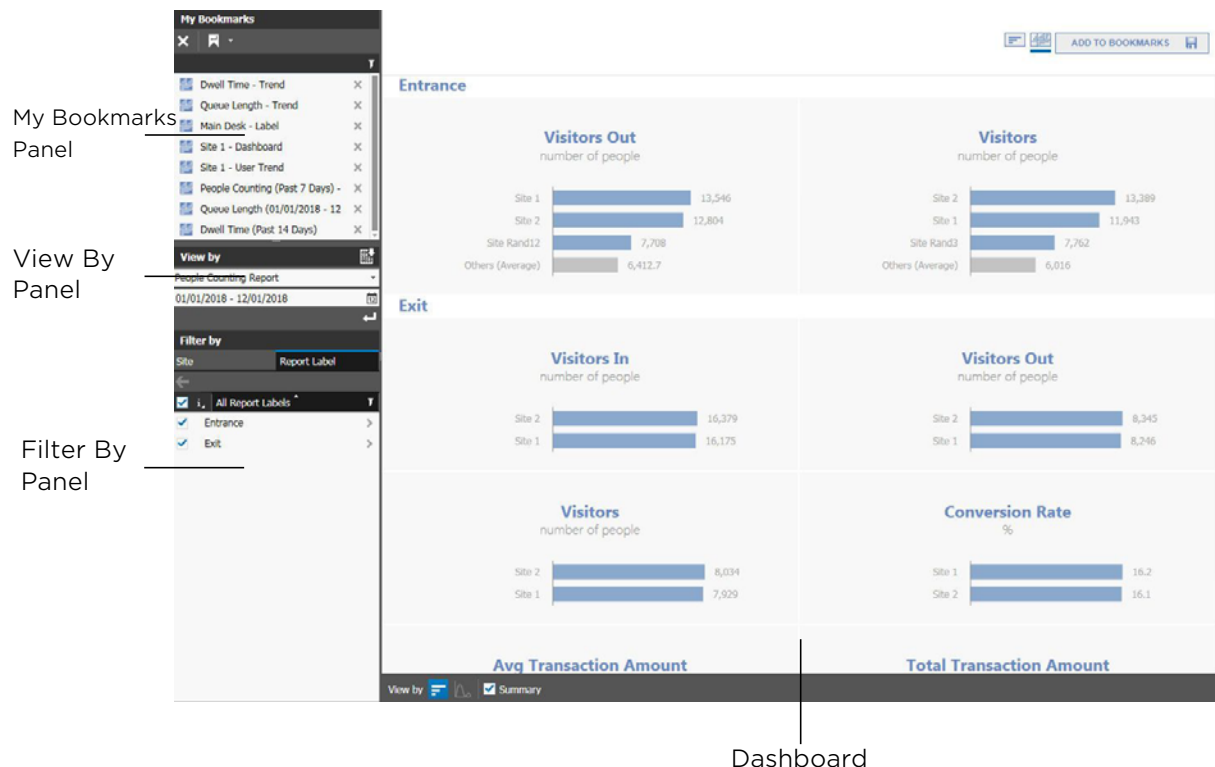 My Bookmarks
ADD TO BOOKMARKS
Dwell Time - Trend
Queue Length - Trend
Main Desk - Label
Site 1 - Dashboard
Site 1 - User Trend
People Counting (Past 7 Days) -
Queue Length (01/01/2018 - 12
Dwell Time (Past 14 Days)
My Bookmarks
Panel
View by
People Counting Report
01/01/2018 - 12/01/2018
View By
Panel
Filter by
Site Report Label
All Report Labels
Entrance
Exit
Filter By
Panel
Entrance
Visitors Out
number of people
Site 1 13,546
Site 2 12,804
Site Rand12 7,708
Others (Average) 6,412.7
Visitors
number of people
Site 2 13,389
Site 1 11,943
Site Rand3 7,762
Others (Average) 6,016
Exit
Visitors In
number of people
Site 2 16,379
Site 1 16,175
Visitors Out
number of people
Site 2 8,345
Site 1 8,246
Visitors
number of people
Site 2 8,034
Site 1 7,929
Conversion Rate
%
Site 1 16.2
Site 2 16.1
Avg Transaction Amount
Total Transaction Amount
View by Summary
Dashboard